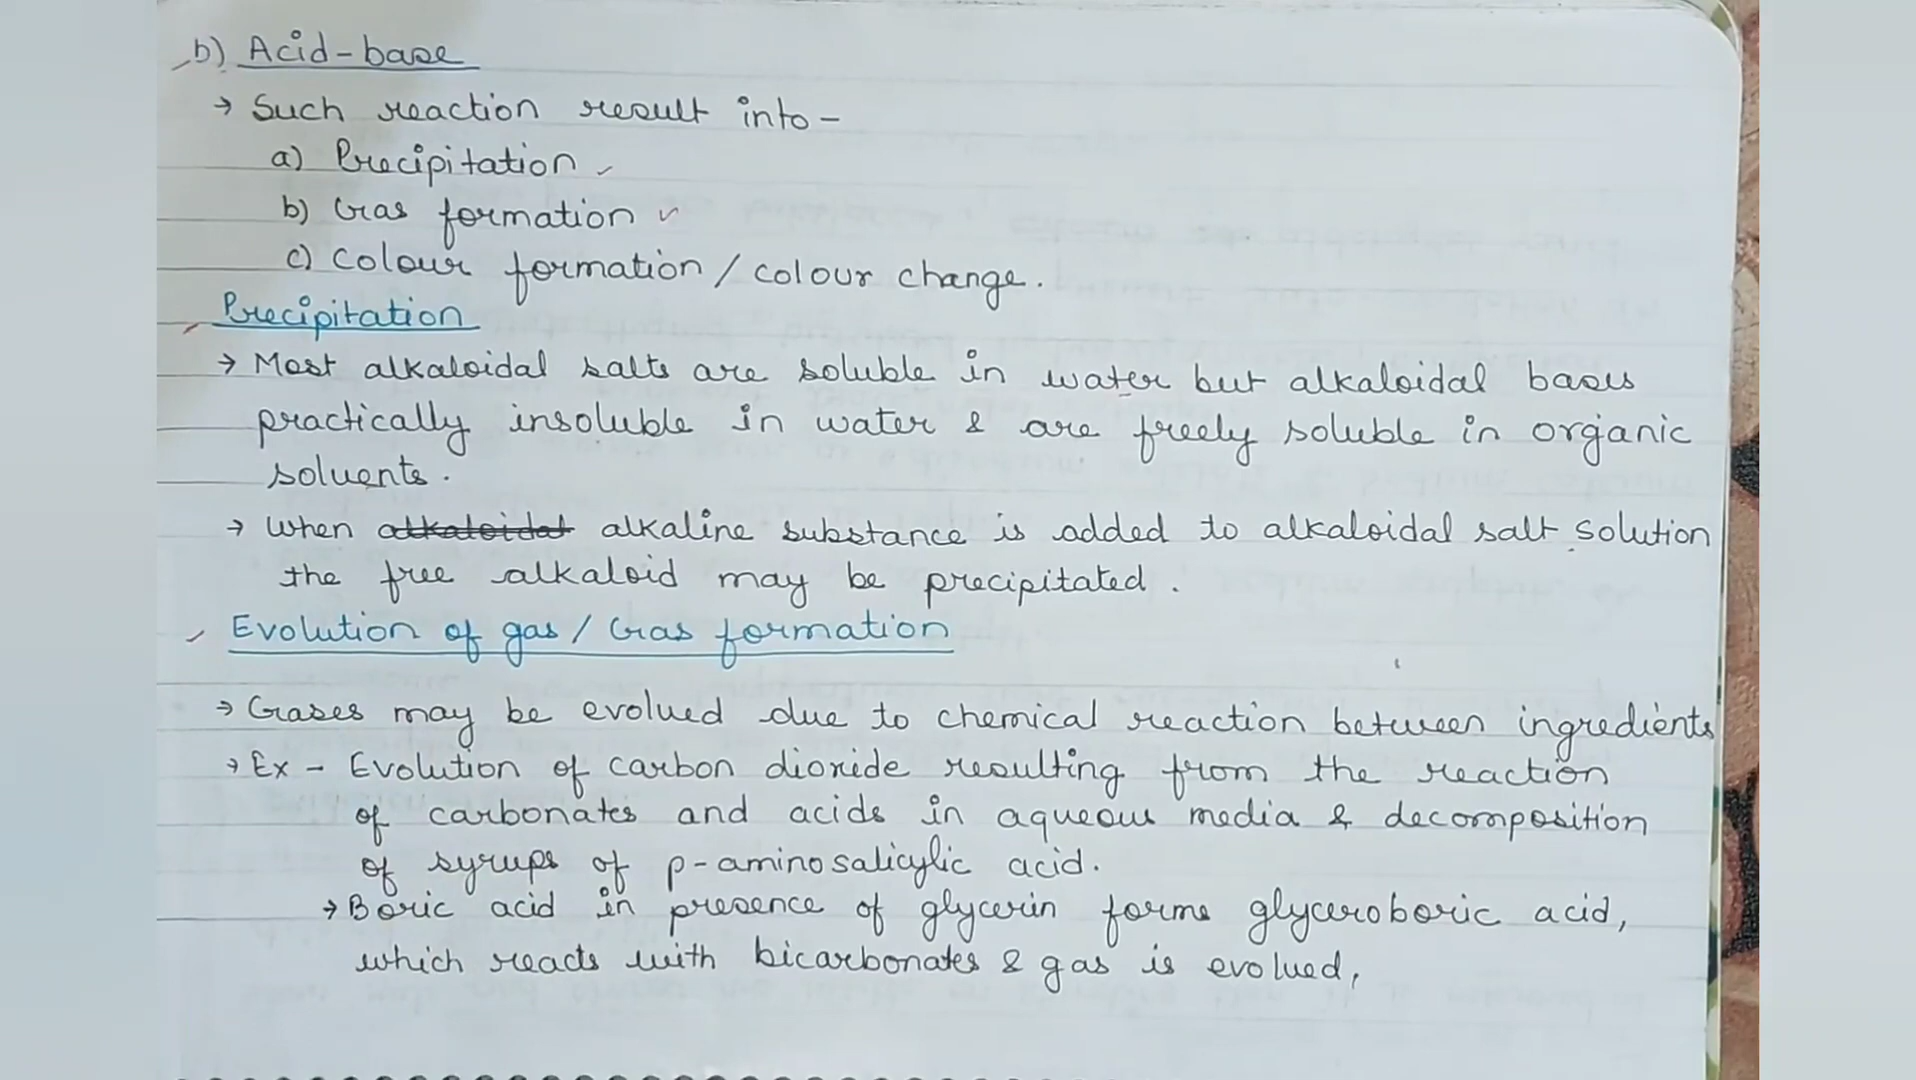 b) Acid-base
→ Such reaction result into -
a) Precipitation
b) Gas formation
c) Colour formation / colour change.
Precipitation
→ Most alkaloidal salts are soluble in water but alkaloidal bases
practically insoluble in water & are freely soluble in organic
solvents.
→ When alkaloidal alkaline substance is added to alkaloidal salt solution
the free alkaloid may be precipitated.
Evolution of gas / Gas formation
→ Gases may be evolved due to chemical reaction between ingredients
→ Ex - Evolution of carbon dioxide resulting from the reaction
of carbonates and acids in aqueous media & decomposition
of syrups of p-aminosalicylic acid.
→ Boric acid in presence of glycerin forms glyceroboric acid,
which reacts with bicarbonates & gas is evolved,